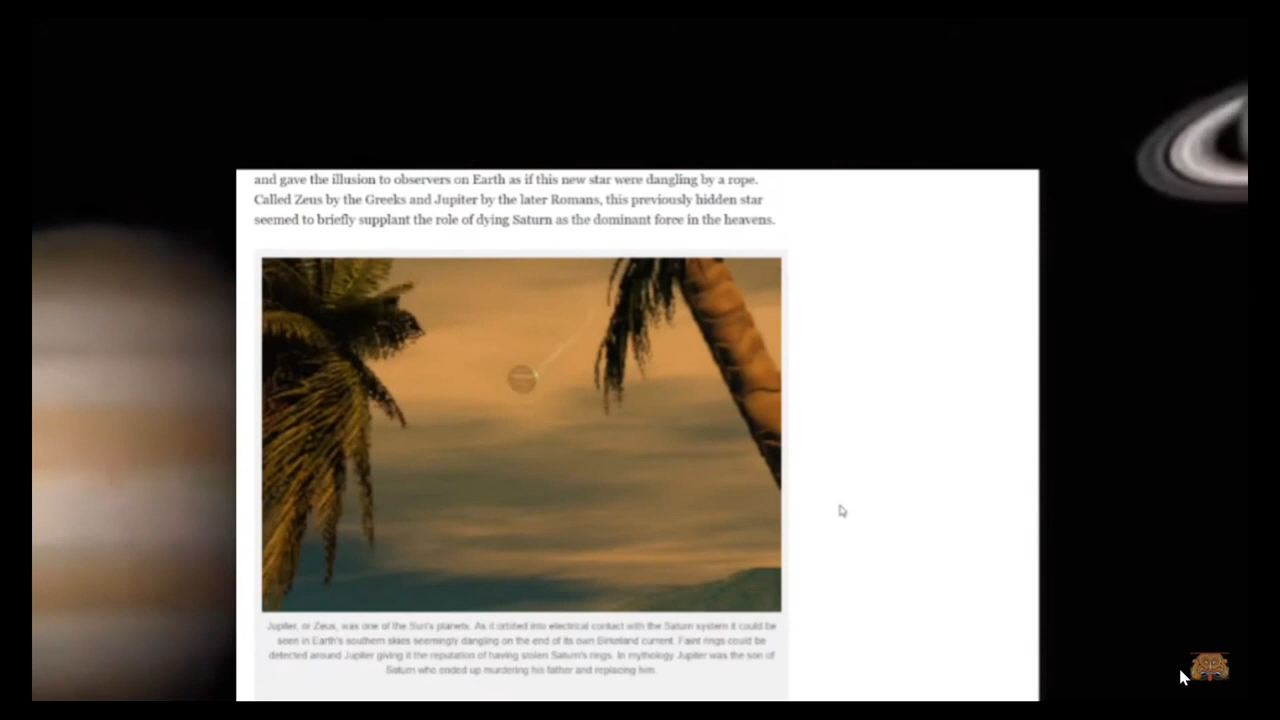 and gave the illusion to observers on Earth as if this new star were dangling by a rope.
Called Zeus by the Greeks and Jupiter by the later Romans, this previously hidden star
seemed to briefly supplant the role of dying Saturn as the dominant force in the heavens.
Jupiter, or Zeus, was one of the Sun's planets. As it orbited into electrical contact with the Saturn system it could be
seen in Earth's southern skies seemingly dangling on the end of its own Birkeland current. Faint rings could be
detected around Jupiter giving it the reputation of having stolen Saturn's rings. In mythology Jupiter was the son of
Saturn who ended up murdering his father and replacing him.